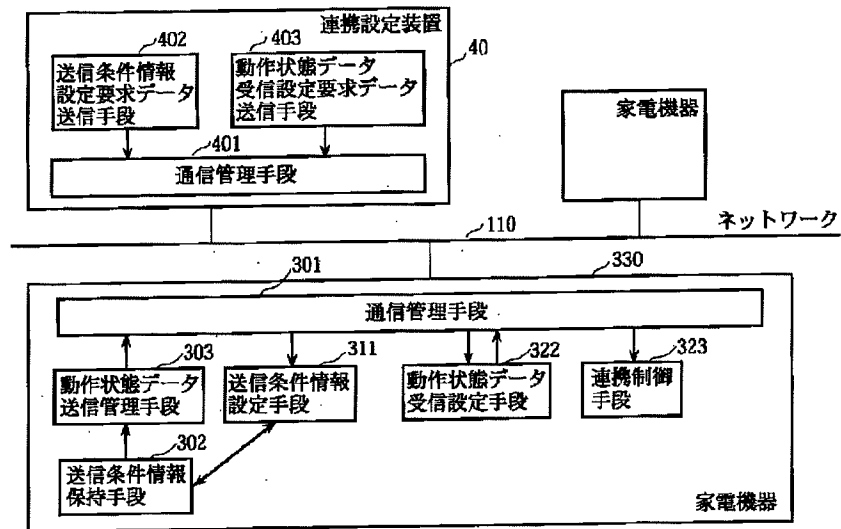 連携設定装置
402
送信条件情報
設定要求データ
送信手段
403
動作状態データ
受信設定要求データ
送信手段
40
401
通信管理手段
家電機器
ネットワーク
110
301
330
通信管理手段
303
動作状態データ
送信管理手段
311
送信条件情報
設定手段
322
動作状態データ
受信設定手段
323
連携制御
手段
302
送信条件情報
保持手段
家電機器